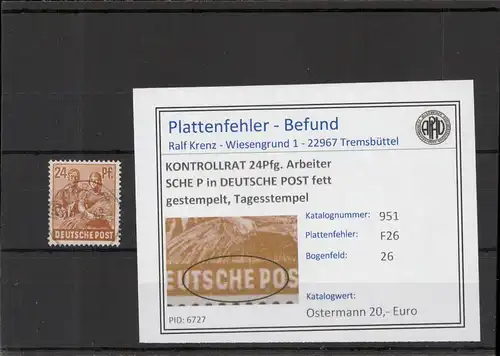 24 Pf.
DEUTSCHE POST
Plattenfehler - Befund
Ralf Krenz - Wiesengrund 1 - 22967 Tremsbüttel
KONTROLLRAT 24Pfg. Arbeiter
SCHE P in DEUTSCHE POST fett
gestempelt, Tagesstempel
EUTSCHE POS
Katalognummer: 951
Plattenfehler: F26
Bogenfeld: 26
Katalogwert:
Ostermann 20,- Euro
PID: 6727